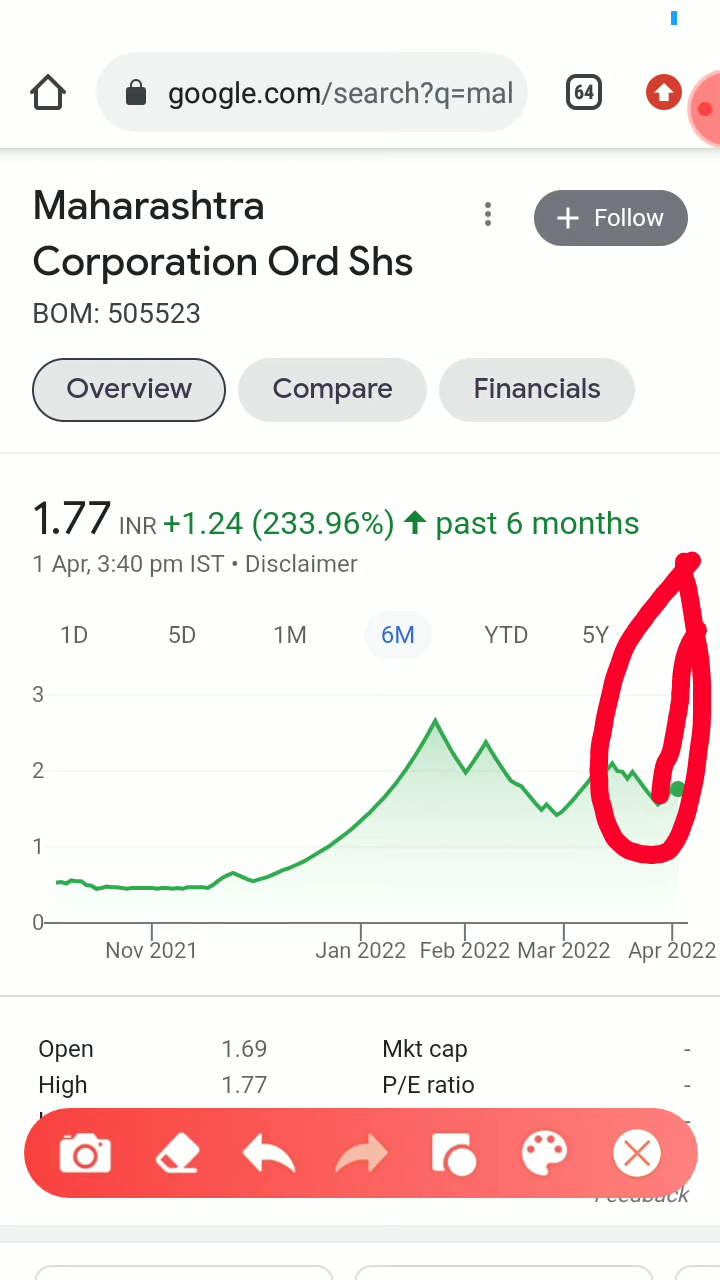 google.com/search?q=mal
64
Maharashtra
Corporation Ord Shs
+ Follow
BOM: 505523
Overview
Compare
Financials
1.77 INR +1.24 (233.96%) ↑ past 6 months
1 Apr, 3:40 pm IST • Disclaimer
1D 5D 1M 6M YTD 5Y
3
2
1
0
Nov 2021 Jan 2022 Feb 2022 Mar 2022 Apr 2022
Open 1.69 Mkt cap -
High 1.77 P/E ratio -
Feedback